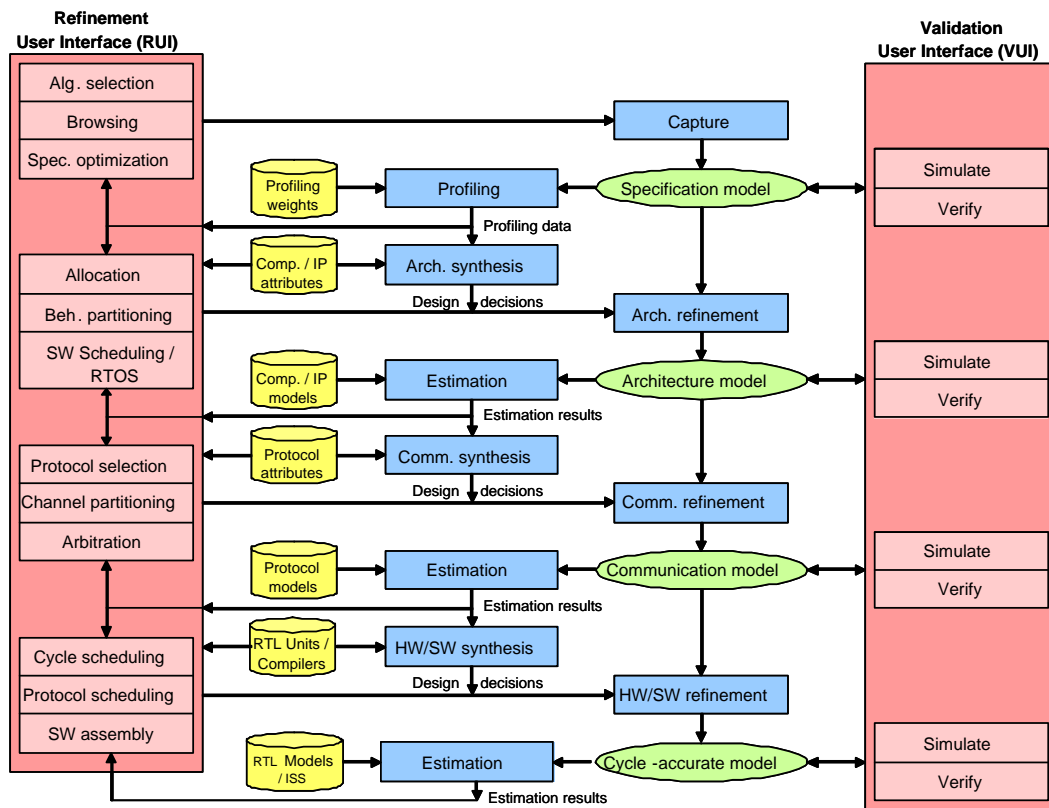 Refinement
User Interface (RUI)
Validation
User Interface (VUI)
Alg. selection
Browsing
Spec. optimization
Capture
Profiling
weights
Profiling
Specification model
Simulate
Verify
Profiling data
Allocation
Beh. partitioning
SW Scheduling /
RTOS
Comp. / IP
attributes
Arch. synthesis
Design decisions
Arch. refinement
Comp. / IP
models
Estimation
Architecture model
Simulate
Verify
Estimation results
Protocol selection
Channel partitioning
Arbitration
Protocol
attributes
Comm. synthesis
Design decisions
Comm. refinement
Protocol
models
Estimation
Communication model
Simulate
Verify
Estimation results
Cycle scheduling
Protocol scheduling
SW assembly
RTL Units /
Compilers
HW/SW synthesis
Design decisions
HW/SW refinement
RTL Models
/ ISS
Estimation
Cycle -accurate model
Simulate
Verify
Estimation results